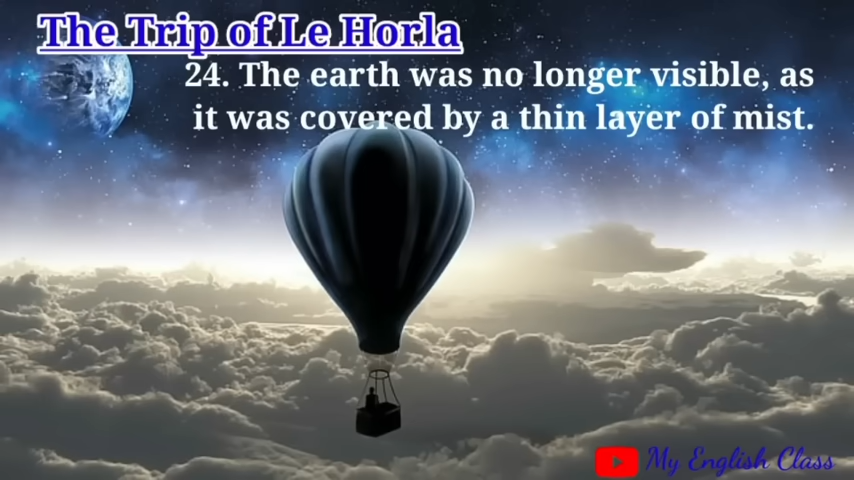 The Trip of Le Horla
24. The earth was no longer visible, as
it was covered by a thin layer of mist.
My English Class